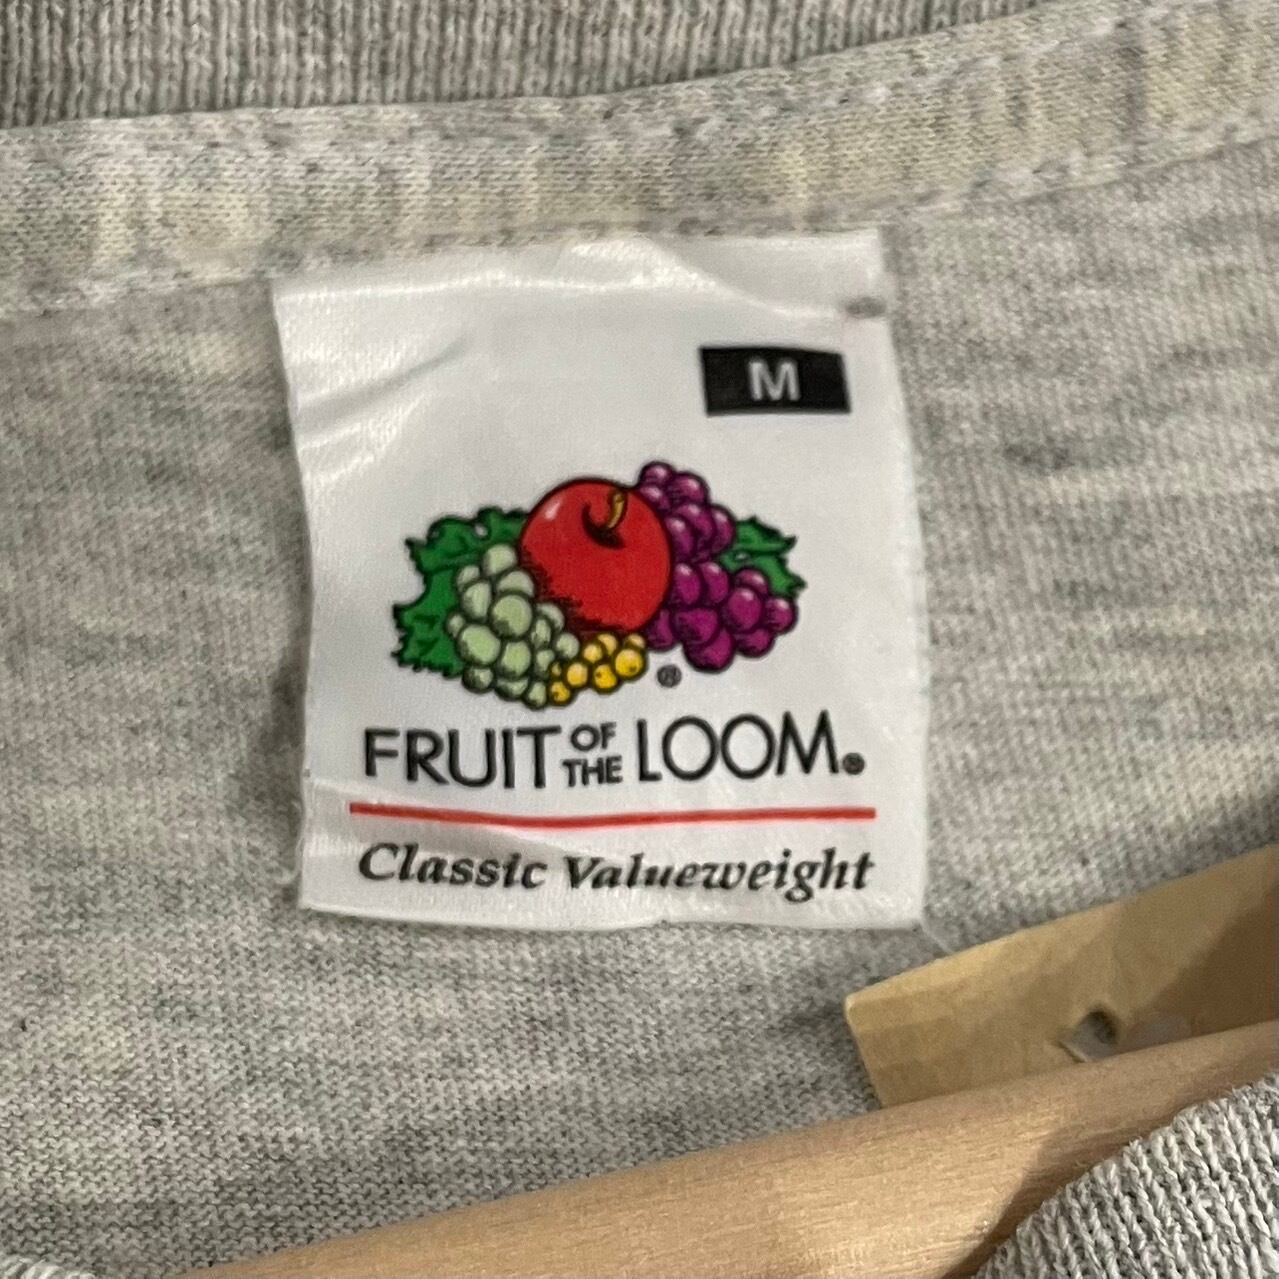 M
®
FRUIT OF THE LOOM®
Classic Valueweight